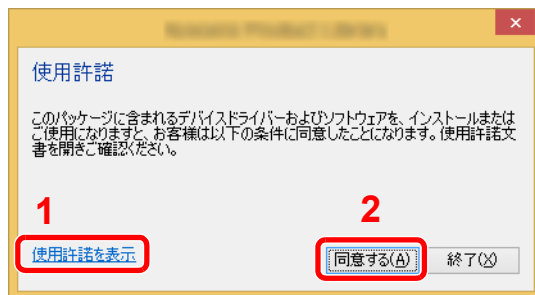 使用許諾
このパッケージに含まれるデバイスドライバーおよびソフトウェアを、インストールまたは
ご使用になりますと、お客様は以下の条件に同意したことになります。使用許諾文
書を開きご確認ください。
1
2
使用許諾を表示
同意する(A)
終了(X)